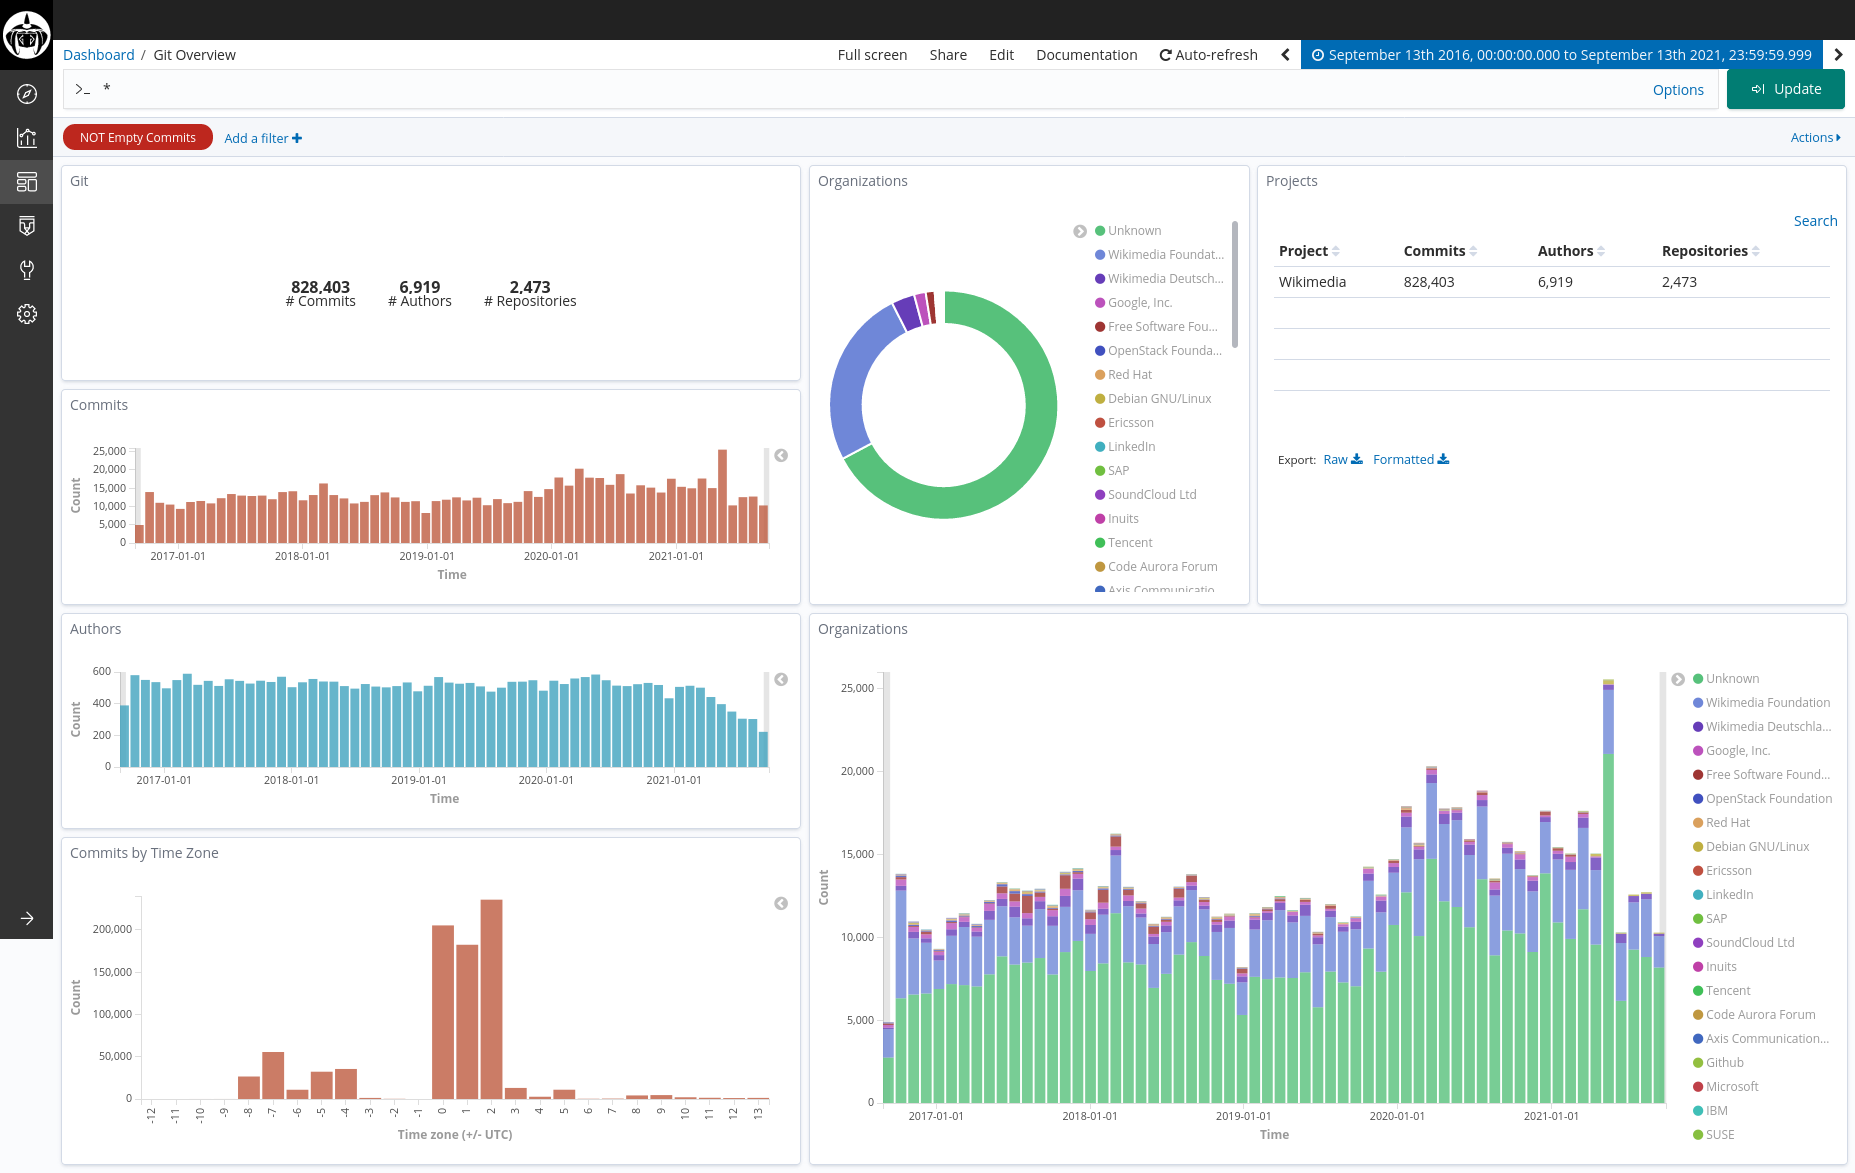 Dashboard / Git Overview
Full screen Share Edit Documentation Auto-refresh September 13th 2016, 00:00:00.000 to September 13th 2021, 23:59:59.999
>_ *
Options
Update
NOT Empty Commits
Add a filter +
Actions
Git
828,403 6,919 2,473
# Commits # Authors # Repositories
Organizations
Unknown
Wikimedia Foundat...
Wikimedia Deutsch...
Google, Inc.
Free Software Fou...
OpenStack Founda...
Red Hat
Debian GNU/Linux
Ericsson
LinkedIn
SAP
SoundCloud Ltd
Inuits
Tencent
Code Aurora Forum
Axis Communicatio
Projects
Search
Project Commits Authors Repositories
Wikimedia 828,403 6,919 2,473
Export: Raw Formatted
Commits
25,000
20,000
15,000
10,000
5,000
0
Count
2017-01-01 2018-01-01 2019-01-01 2020-01-01 2021-01-01
Time
Authors
600
400
200
0
Count
2017-01-01 2018-01-01 2019-01-01 2020-01-01 2021-01-01
Time
Commits by Time Zone
200,000
150,000
100,000
50,000
0
Count
-12 -11 -10 -9 -8 -7 -6 -5 -4 -3 -2 -1 0 1 2 3 4 5 6 7 8 9 10 11 12 13
Time zone (+/- UTC)
Organizations
25,000
20,000
15,000
10,000
5,000
0
Count
2017-01-01 2018-01-01 2019-01-01 2020-01-01 2021-01-01
Time
Unknown
Wikimedia Foundation
Wikimedia Deutschla...
Google, Inc.
Free Software Found...
OpenStack Foundation
Red Hat
Debian GNU/Linux
Ericsson
LinkedIn
SAP
SoundCloud Ltd
Inuits
Tencent
Code Aurora Forum
Axis Communication...
Github
Microsoft
IBM
SUSE